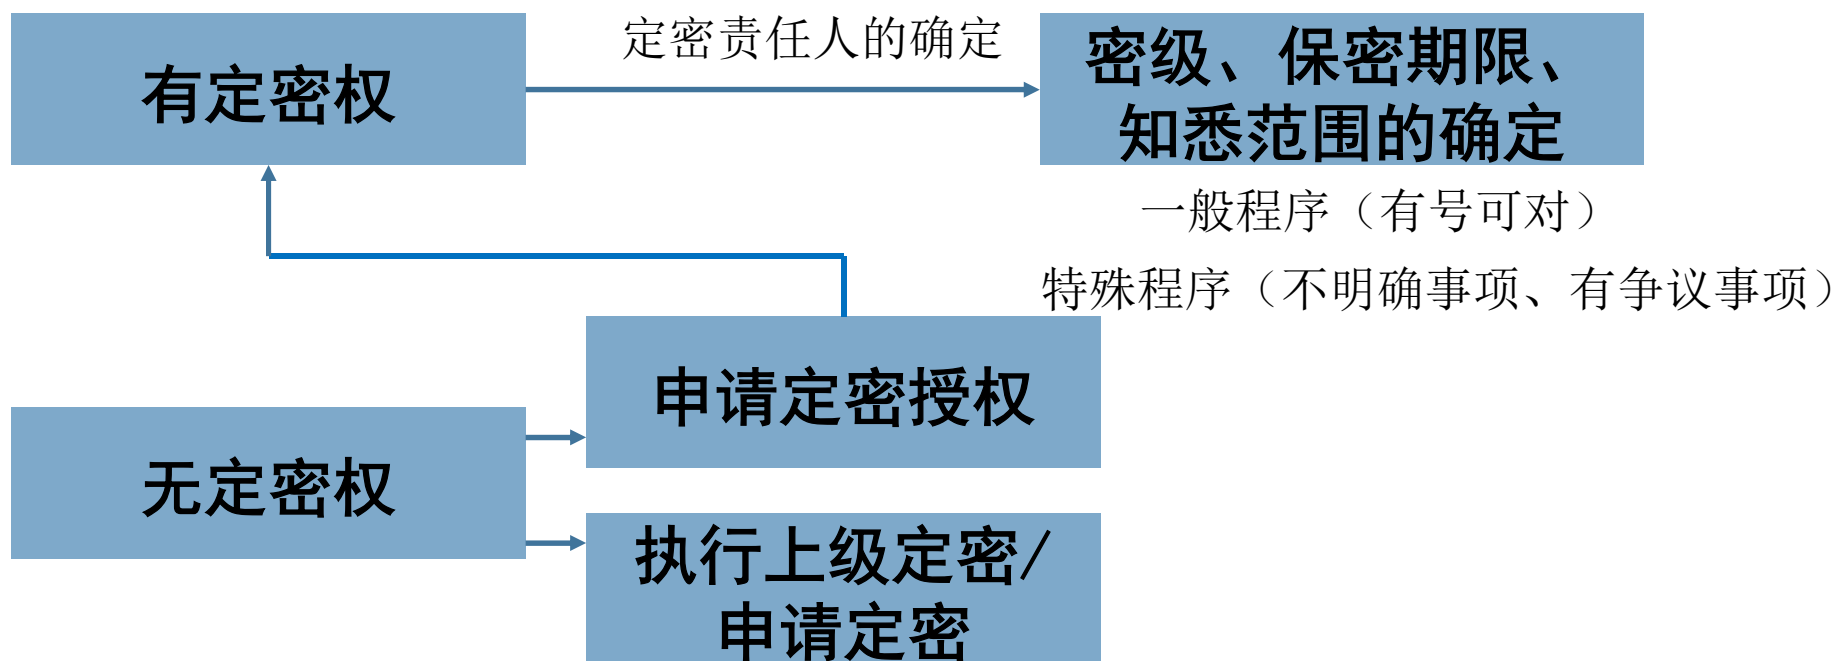 定密责任人的确定
有定密权
密级、保密期限、
知悉范围的确定
一般程序（有号可对）
特殊程序（不明确事项、有争议事项）
申请定密授权
无定密权
执行上级定密/
申请定密